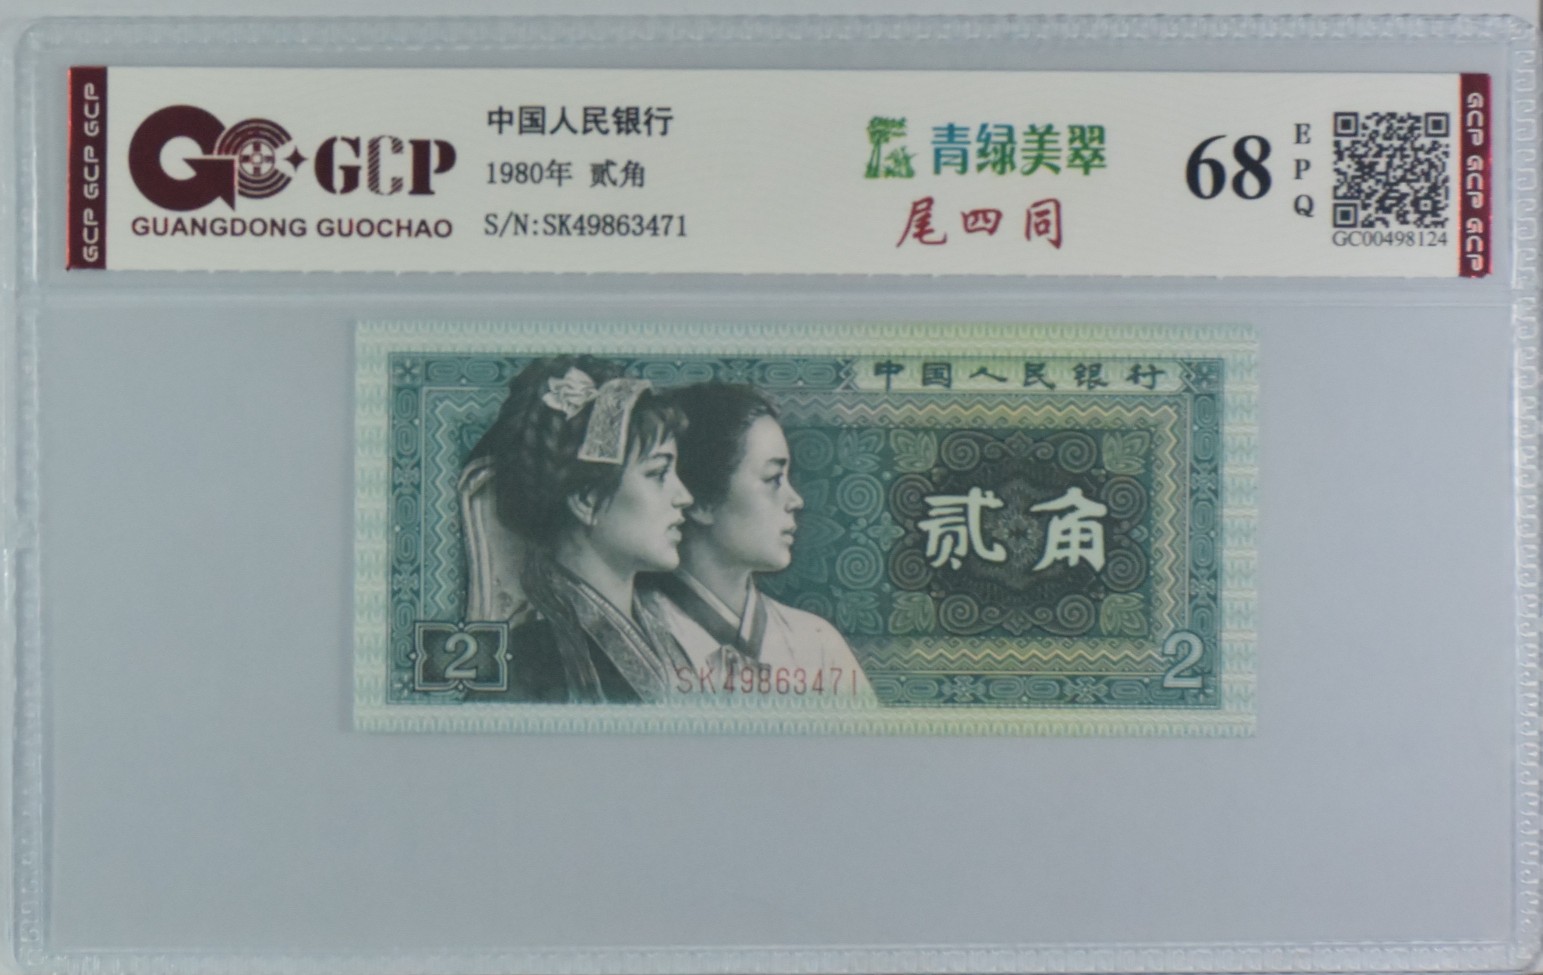 GCP GCP GCP
GCP
GUANGDONG GUOCHAO
中国人民银行
1980年 贰角
S/N:SK49863471
青绿美翠
尾四同
68
E
P
Q
GC00498124
GCP GCP GCP
中国人民银行
贰角
2
SK49863471
2